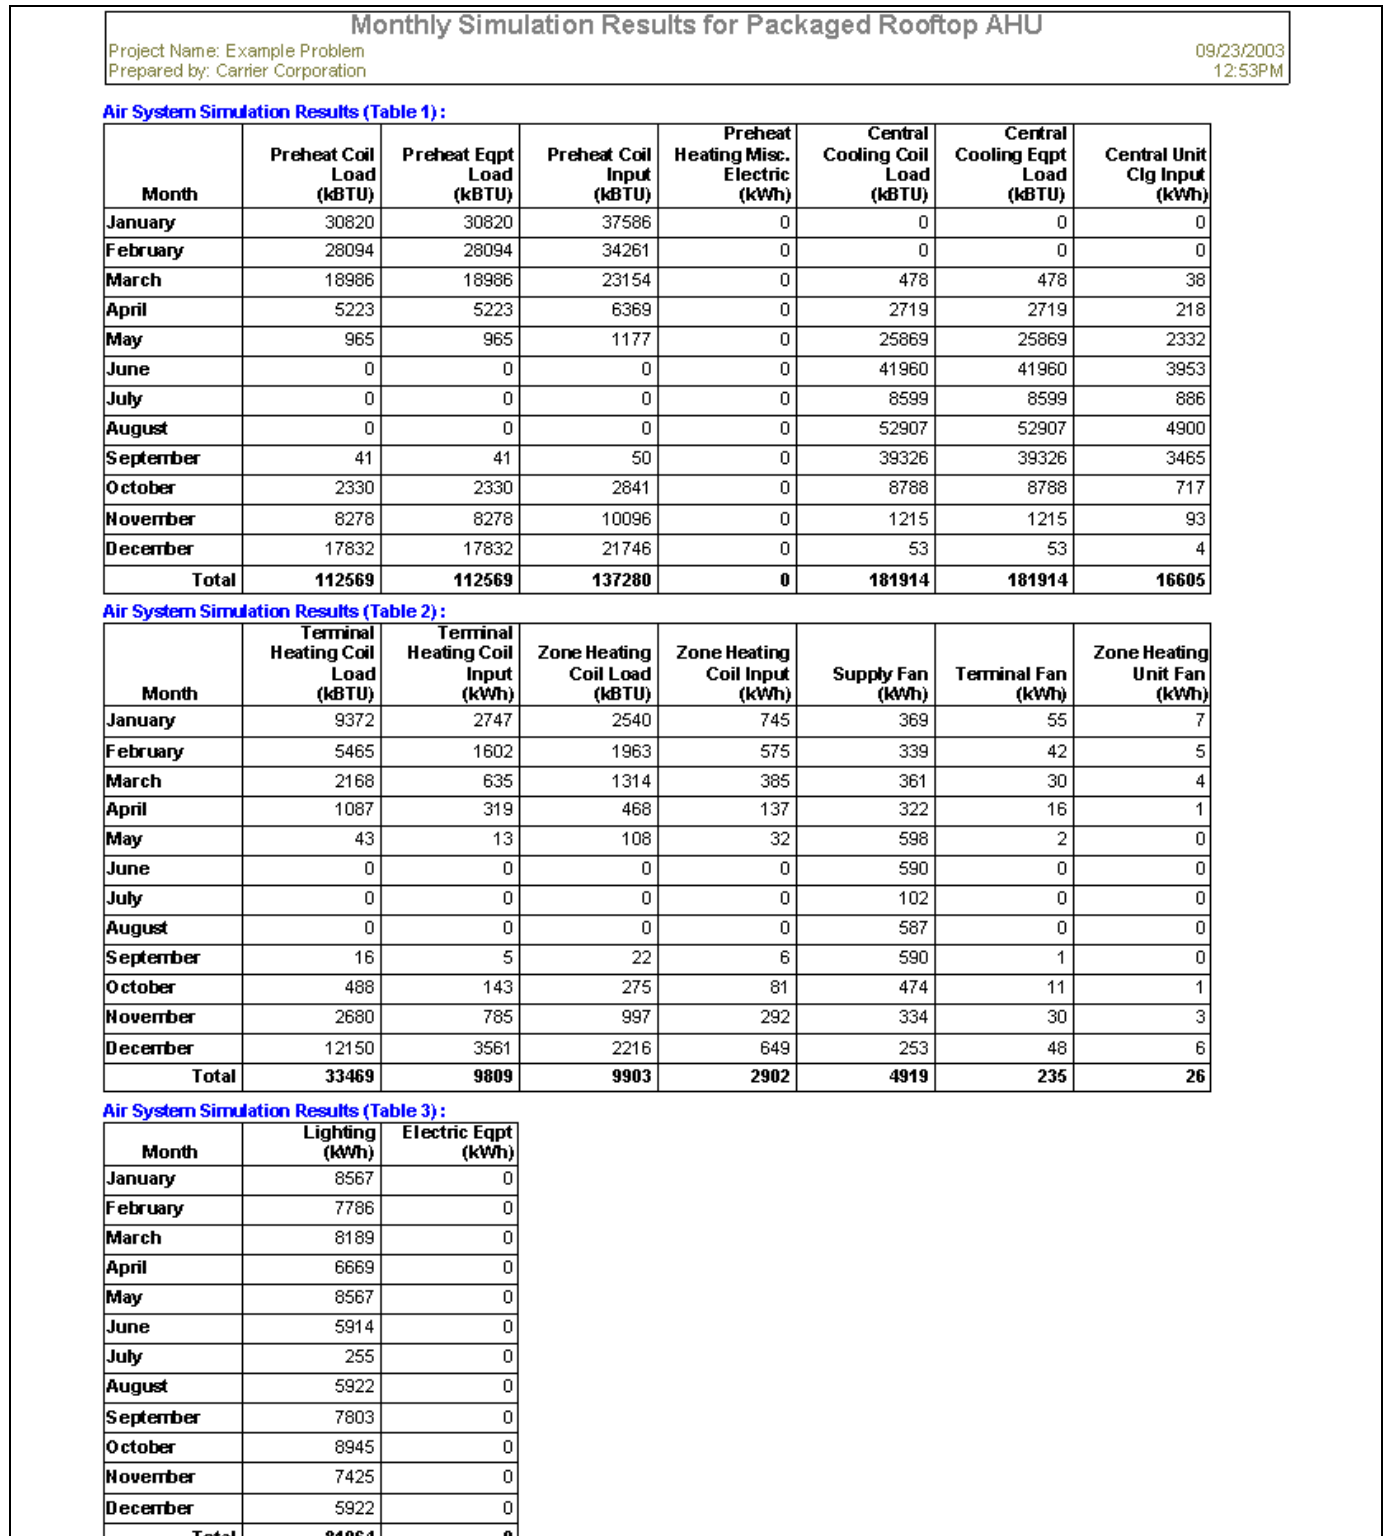 Monthly Simulation Results for Packaged Rooftop AHU
Project Name: Example Problem 09/23/2003
Prepared by: Carrier Corporation 12:53PM
Air System Simulation Results (Table 1) :
Month Preheat Coil Load (kBTU) Preheat Eqpt Load (kBTU) Preheat Coil Input (kBTU) Preheat Heating Misc. Electric (kWh) Central Cooling Coil Load (kBTU) Central Cooling Eqpt Load (kBTU) Central Unit Clg Input (kWh)
January 30820 30820 37586 0 0 0 0
February 28094 28094 34261 0 0 0 0
March 18986 18986 23154 0 478 478 38
April 5223 5223 6369 0 2719 2719 218
May 965 965 1177 0 25869 25869 2332
June 0 0 0 0 41960 41960 3953
July 0 0 0 0 8599 8599 886
August 0 0 0 0 52907 52907 4900
September 41 41 50 0 39326 39326 3465
October 2330 2330 2841 0 8788 8788 717
November 8278 8278 10096 0 1215 1215 93
December 17832 17832 21746 0 53 53 4
Total 112569 112569 137280 0 181914 181914 16605
Air System Simulation Results (Table 2) :
Month Terminal Heating Coil Load (kBTU) Terminal Heating Coil Input (kWh) Zone Heating Coil Load (kBTU) Zone Heating Coil Input (kWh) Supply Fan (kWh) Terminal Fan (kWh) Zone Heating Unit Fan (kWh)
January 9372 2747 2540 745 369 55 7
February 5465 1602 1963 575 339 42 5
March 2168 635 1314 385 361 30 4
April 1087 319 468 137 322 16 1
May 43 13 108 32 598 2 0
June 0 0 0 0 590 0 0
July 0 0 0 0 102 0 0
August 0 0 0 0 587 0 0
September 16 5 22 6 590 1 0
October 488 143 275 81 474 11 1
November 2680 785 997 292 334 30 3
December 12150 3561 2216 649 253 48 6
Total 33469 9809 9903 2902 4919 235 26
Air System Simulation Results (Table 3) :
Month Lighting (kWh) Electric Eqpt (kWh)
January 8567 0
February 7786 0
March 8189 0
April 6669 0
May 8567 0
June 5914 0
July 255 0
August 5922 0
September 7803 0
October 8945 0
November 7425 0
December 5922 0
Total 81964 0